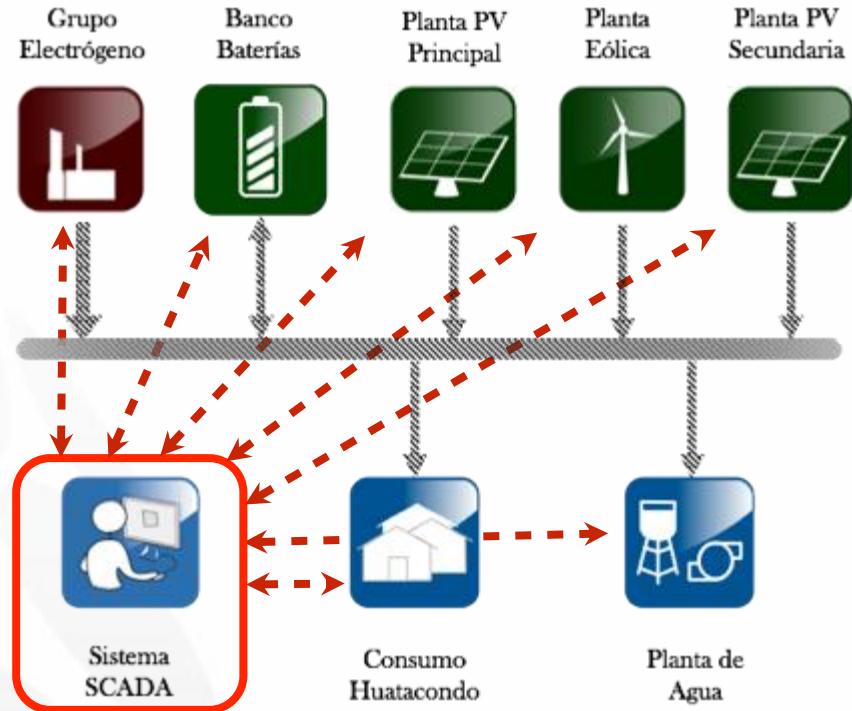 Grupo
Electrógeno
Banco
Baterías
Planta PV
Principal
Planta
Eólica
Planta PV
Secundaria
Sistema
SCADA
Consumo
Huatacondo
Planta de
Agua